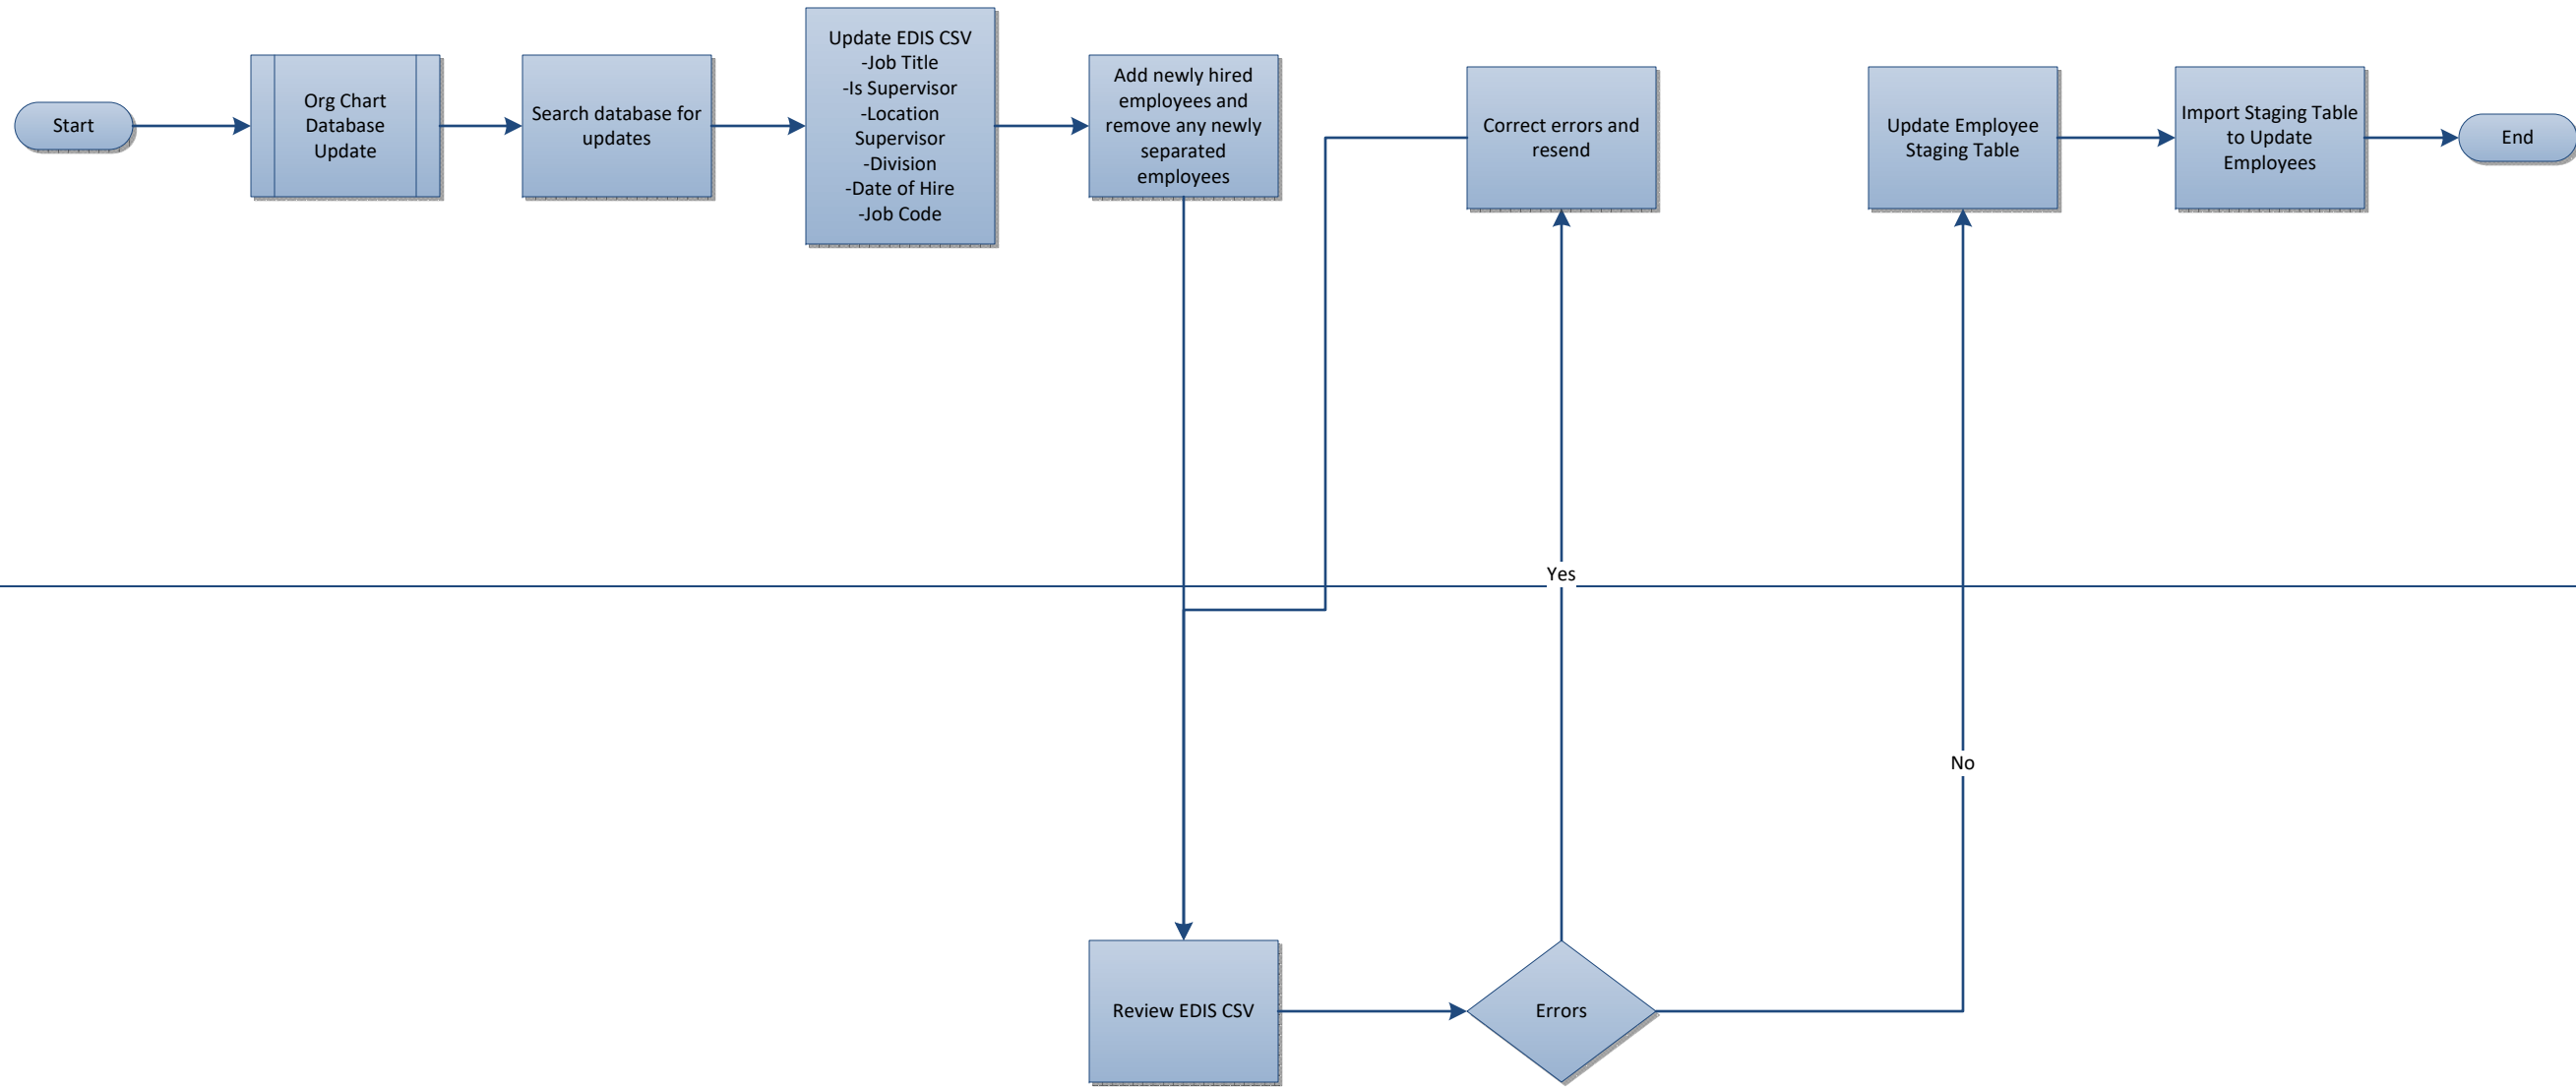 Start
Org Chart
Database
Update
Search database for
updates
Update EDIS CSV
-Job Title
-Is Supervisor
-Location
Supervisor
-Division
-Date of Hire
-Job Code
Add newly hired
employees and
remove any newly
separated
employees
Correct errors and
resend
Update Employee
Staging Table
Import Staging Table
to Update
Employees
End
Yes
No
Review EDIS CSV
Errors